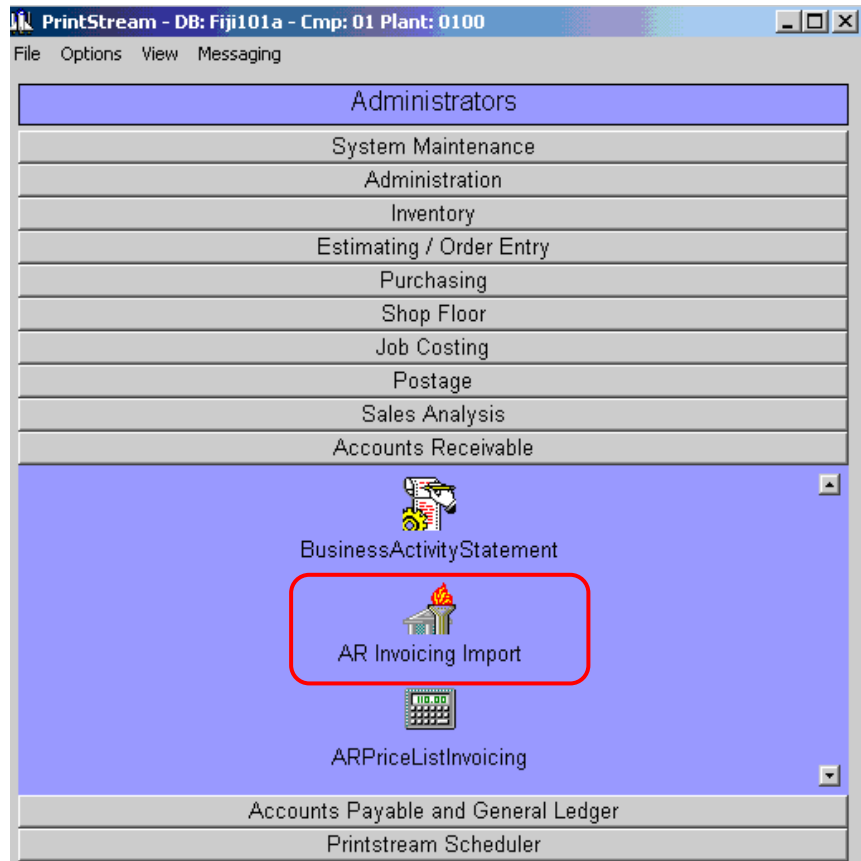 PrintStream - DB: Fiji101a - Cmp: 01 Plant: 0100
File Options View Messaging
Administrators
System Maintenance
Administration
Inventory
Estimating / Order Entry
Purchasing
Shop Floor
Job Costing
Postage
Sales Analysis
Accounts Receivable
BusinessActivityStatement
AR Invoicing Import
110.00
ARPriceListInvoicing
Accounts Payable and General Ledger
Printstream Scheduler